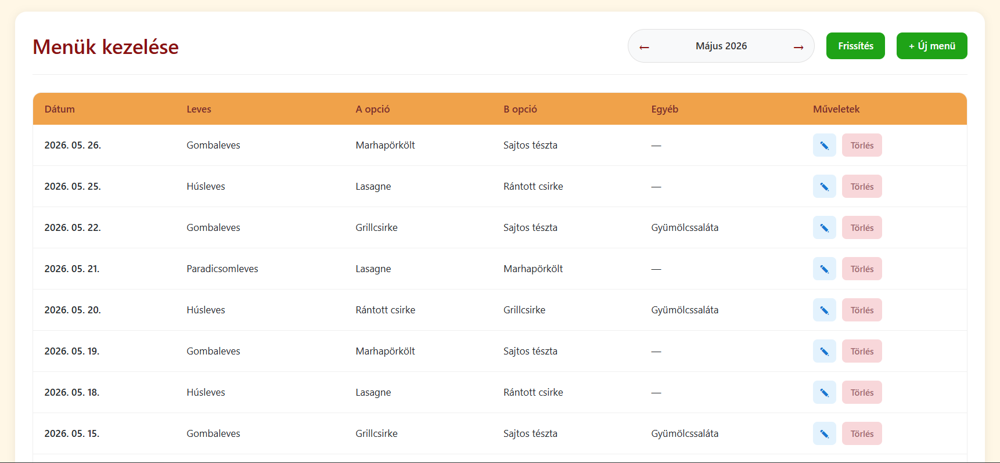 Menük kezelése
← Május 2026 →
Frissítés
+ Új menü
Dátum Leves A opció B opció Egyéb Műveletek
2026. 05. 26. Gombaleves Marhapörkölt Sajtos tészta — Törlés
2026. 05. 25. Húsleves Lasagne Rántott csirke — Törlés
2026. 05. 22. Gombaleves Grillcsirke Sajtos tészta Gyümölcssaláta Törlés
2026. 05. 21. Paradicsomleves Lasagne Marhapörkölt — Törlés
2026. 05. 20. Húsleves Rántott csirke Grillcsirke Gyümölcssaláta Törlés
2026. 05. 19. Gombaleves Marhapörkölt Sajtos tészta — Törlés
2026. 05. 18. Húsleves Lasagne Rántott csirke — Törlés
2026. 05. 15. Gombaleves Grillcsirke Sajtos tészta Gyümölcssaláta Törlés